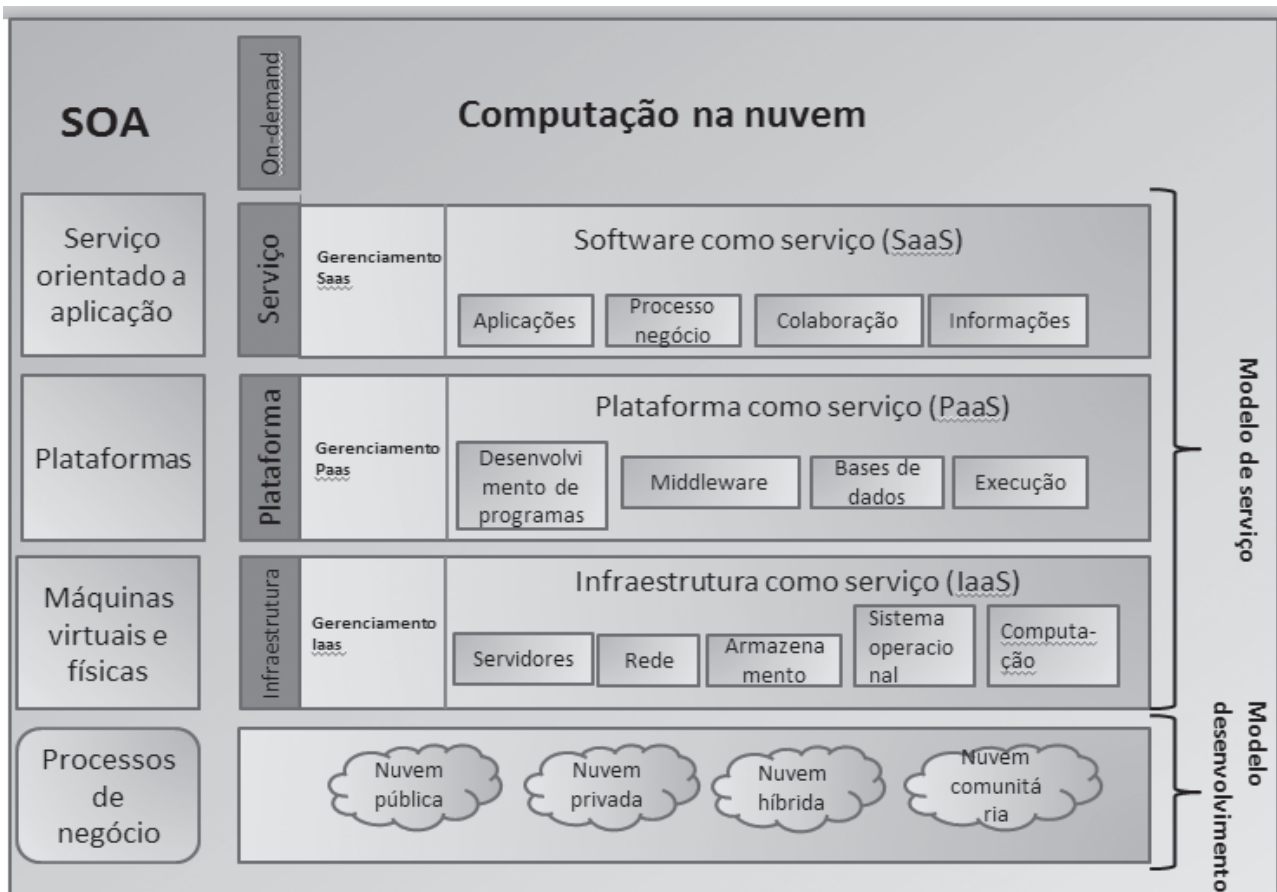 SOA
On-demand
Computação na nuvem
Serviço
orientado a
aplicação
Serviço
Gerenciamento
Saas
Software como serviço (SaaS)
Aplicações
Processo
negócio
Colaboração
Informações
Plataformas
Plataforma
Gerenciamento
Paas
Plataforma como serviço (PaaS)
Desenvolvi
mento de
programas
Middleware
Bases de
dados
Execução
Modelo de serviço
Máquinas
virtuais e
físicas
Infraestrutura
Gerenciamento
Iaas
Infraestrutura como serviço (IaaS)
Servidores
Rede
Armazena
mento
Sistema
operacio
nal
Computa-
ção
Processos
de
negócio
Nuvem
pública
Nuvem
privada
Nuvem
híbrida
Nuvem
comunitá
ria
Modelo
desenvolvimento